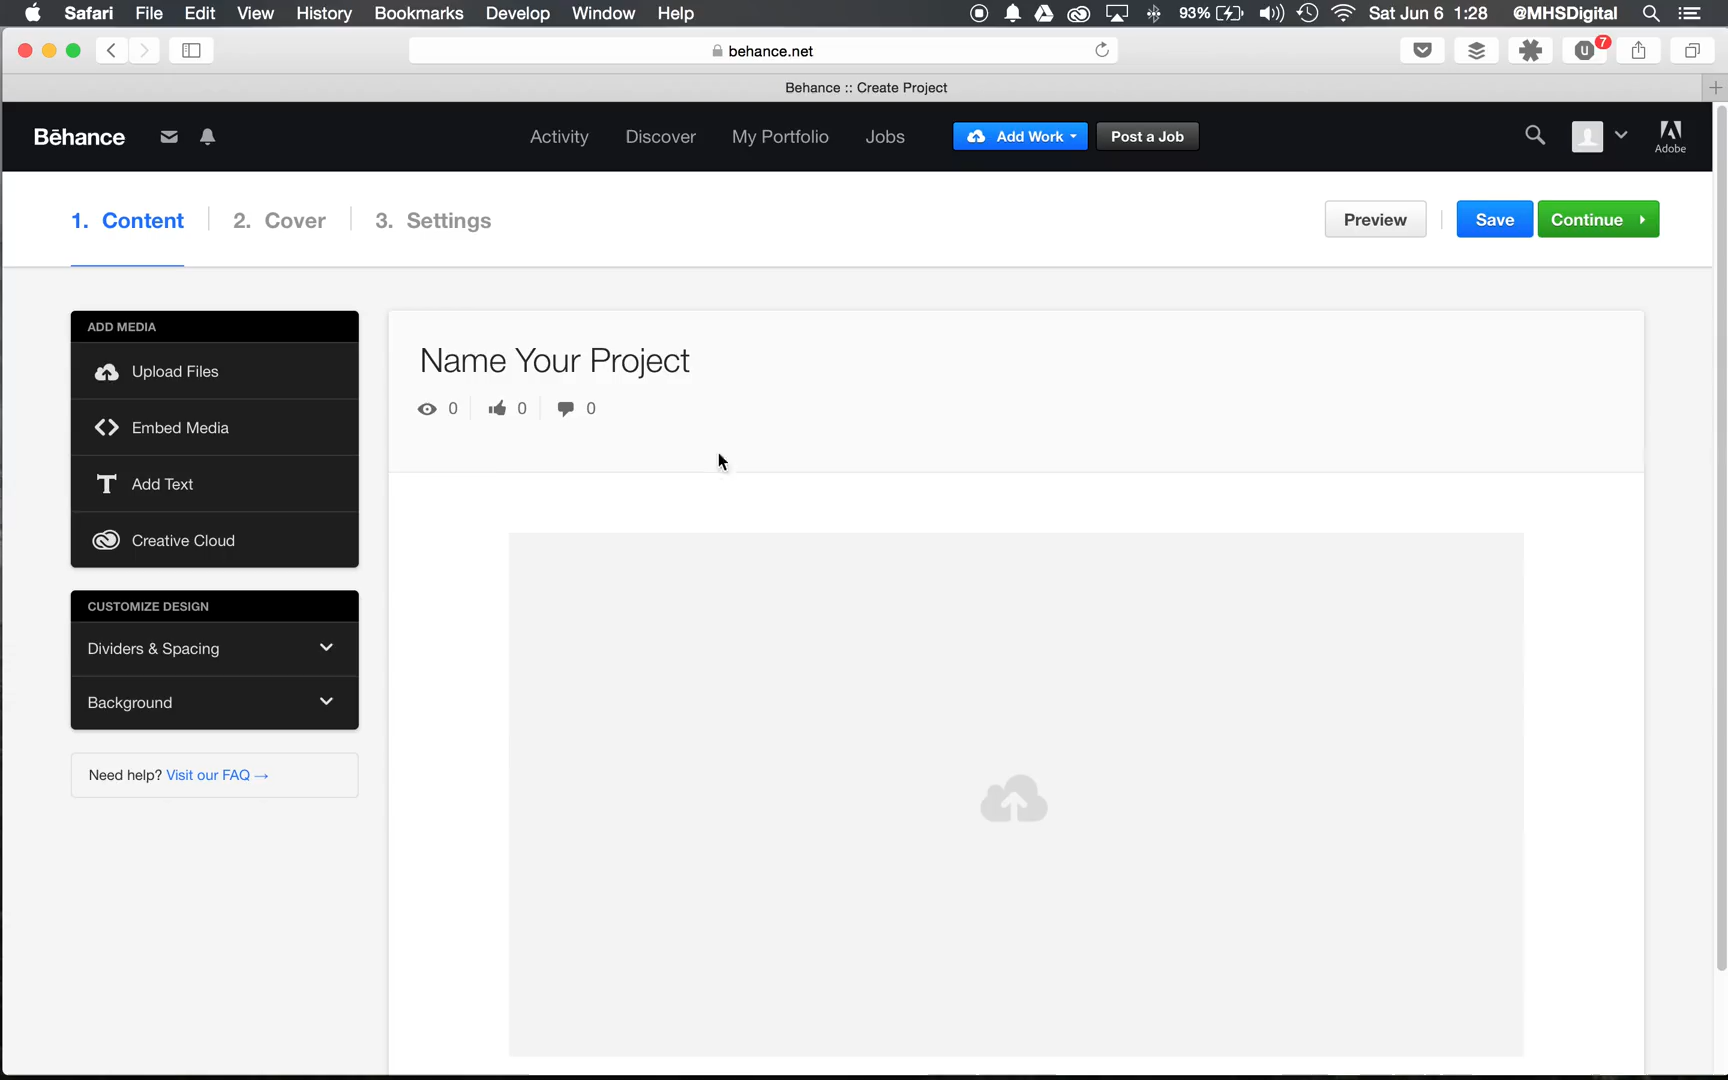 Safari File Edit View History Bookmarks Develop Window Help 93% Sat Jun 6 1:28 @MHSDigital
behance.net U 7
Behance :: Create Project
Bēhance Activity Discover My Portfolio Jobs Add Work Post a Job Adobe
1. Content 2. Cover 3. Settings Preview Save Continue
ADD MEDIA
Upload Files
Embed Media
Add Text
Creative Cloud
CUSTOMIZE DESIGN
Dividers & Spacing
Background
Need help? Visit our FAQ →
Name Your Project
0 0 0